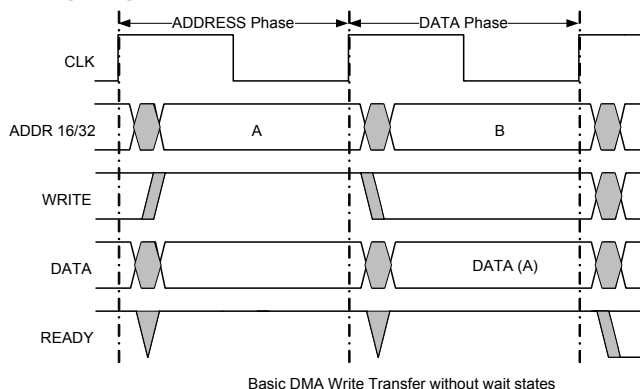 ADDRESS Phase DATA Phase
CLK
ADDR 16/32 A B
WRITE
DATA DATA (A)
READY
Basic DMA Write Transfer without wait states